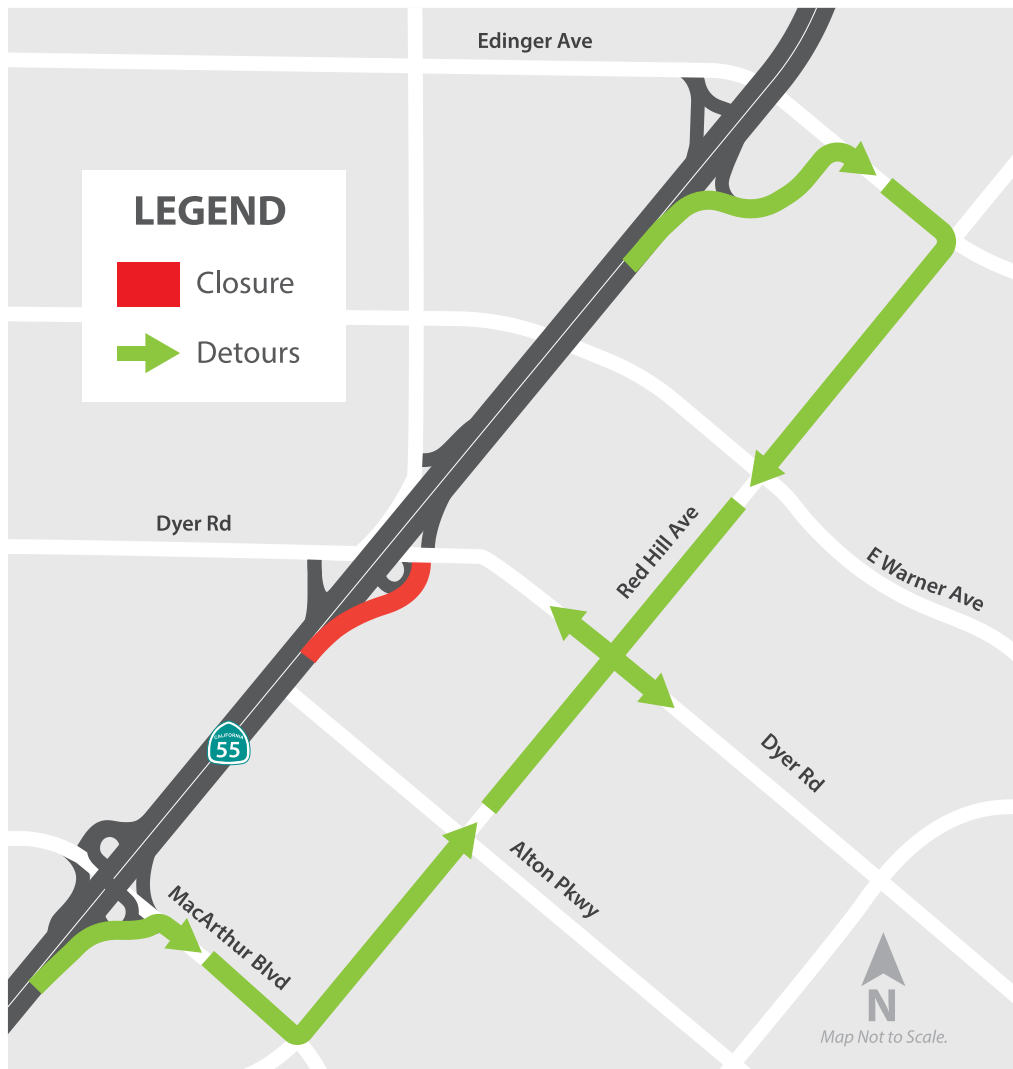 Edinger Ave
LEGEND
Closure
Detours
Dyer Rd
Red Hill Ave
E Warner Ave
CALIFORNIA
55
Dyer Rd
Alton Pkwy
MacArthur Blvd
N
Map Not to Scale.